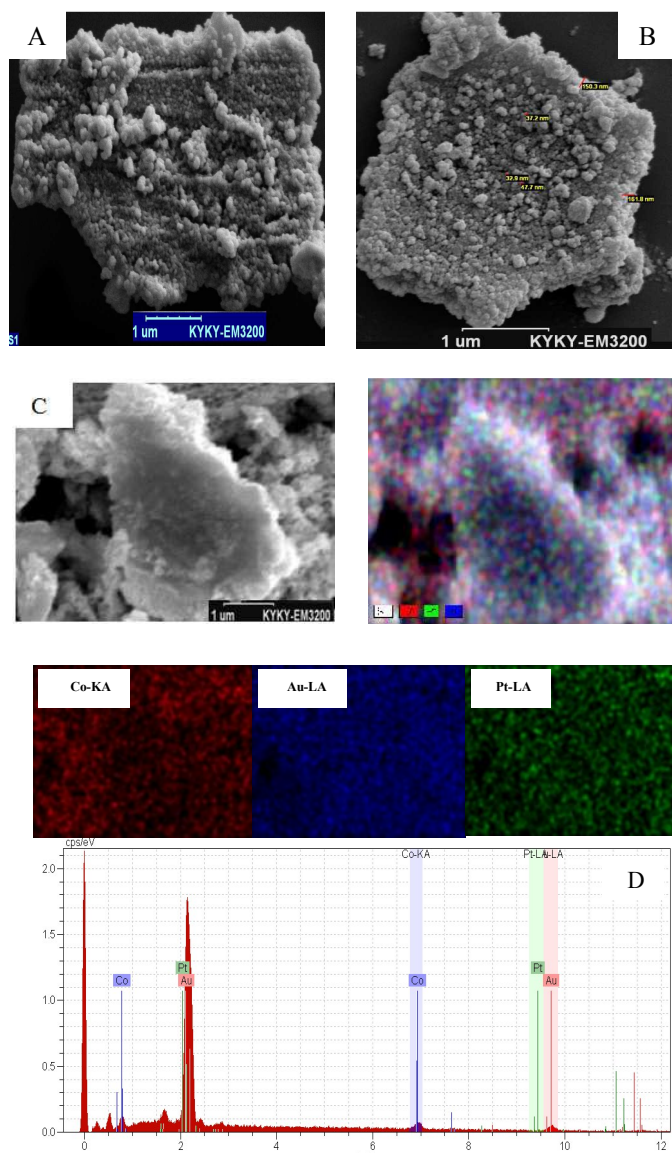 A
B
150.3 nm
37.2 nm
32.9 nm
47.7 nm
161.8 nm
1 um KYKY-EM3200
S1
1 um KYKY-EM3200
C
1 um KYKY-EM3200
Co-KA
Au-LA
Pt-LA
cps/eV
Co-KA
Pt-LA
Au-LA
D
2.0
1.5
1.0
0.5
0.0
Co
Pt
Au
Co
Pt
Au
0 2 4 6 8 10 12